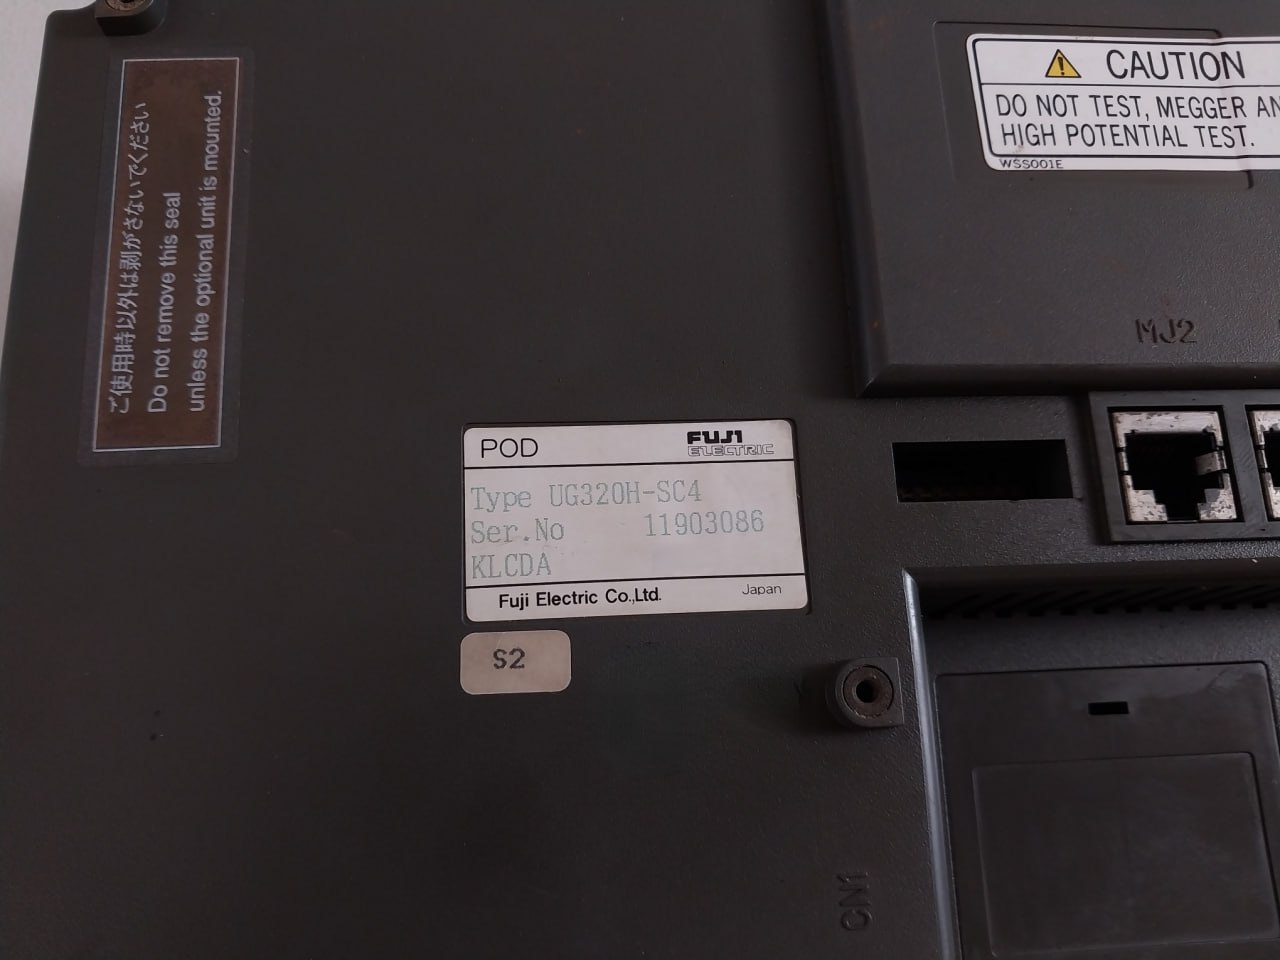 ご使用時以外は剥がさないでください
Do not remove this seal
unless the optional unit is mounted.
CAUTION
DO NOT TEST, MEGGER
HIGH POTENTIAL TEST.
WSS001E
MJ2
POD
FUJI
ELECTRIC
Type UG320H-SC4
Ser.No 11903086
KLCDA
Fuji Electric Co.,Ltd. Japan
S2
CN1